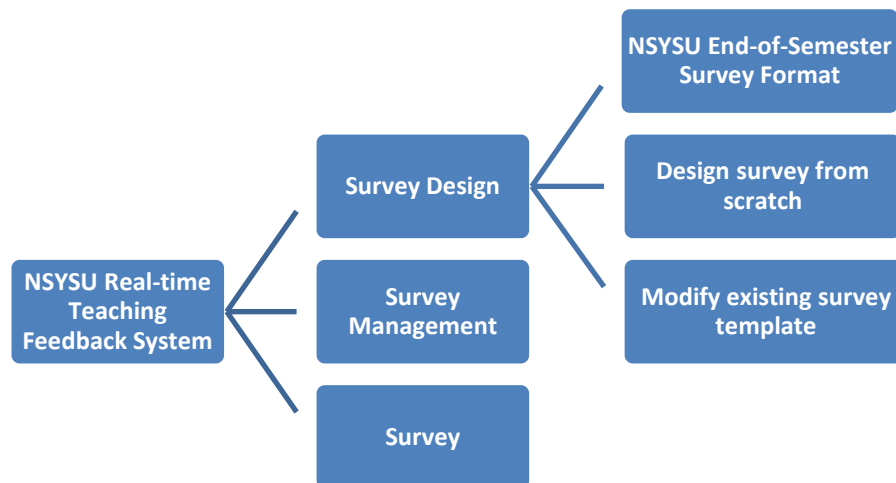 NSYSU End-of-Semester
Survey Format
Survey Design
Design survey from
scratch
NSYSU Real-time
Teaching
Feedback System
Survey
Management
Modify existing survey
template
Survey